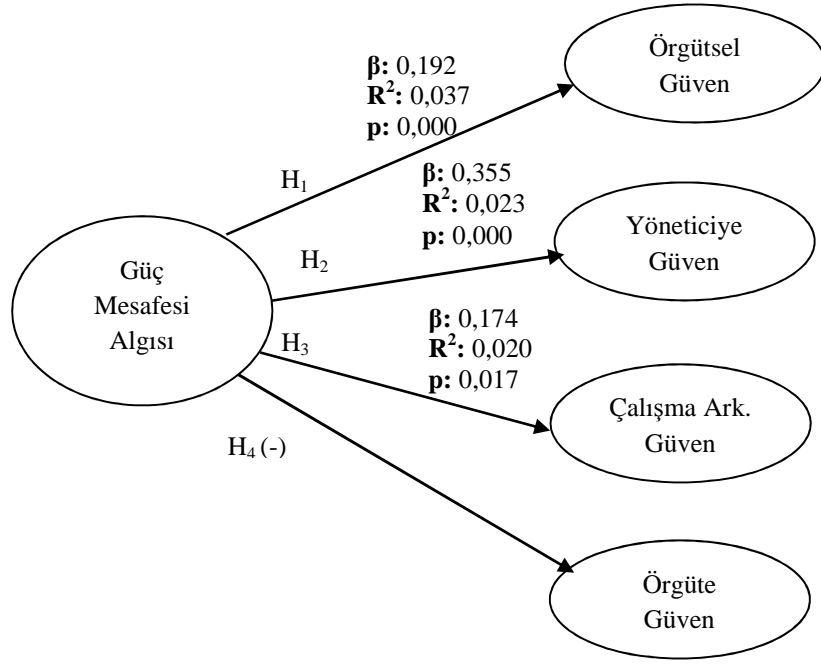 Örgütsel
Güven
β: 0,192
R²: 0,037
p: 0,000
H₁
β: 0,355
R²: 0,023
p: 0,000
Yöneticiye
Güven
H₂
Güç
Mesafesi
Algısı
β: 0,174
R²: 0,020
p: 0,017
H₃
Çalışma Ark.
Güven
H₄ (-)
Örgüte
Güven